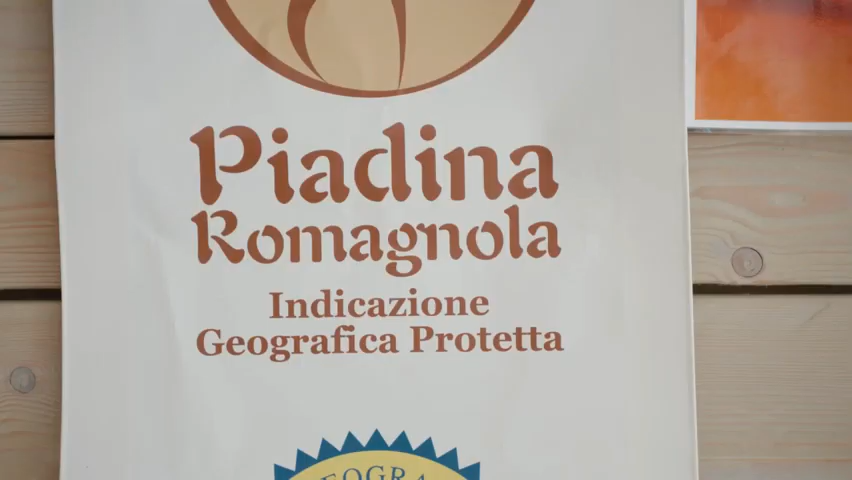 Piadina
Romagnola
Indicazione
Geografica Protetta